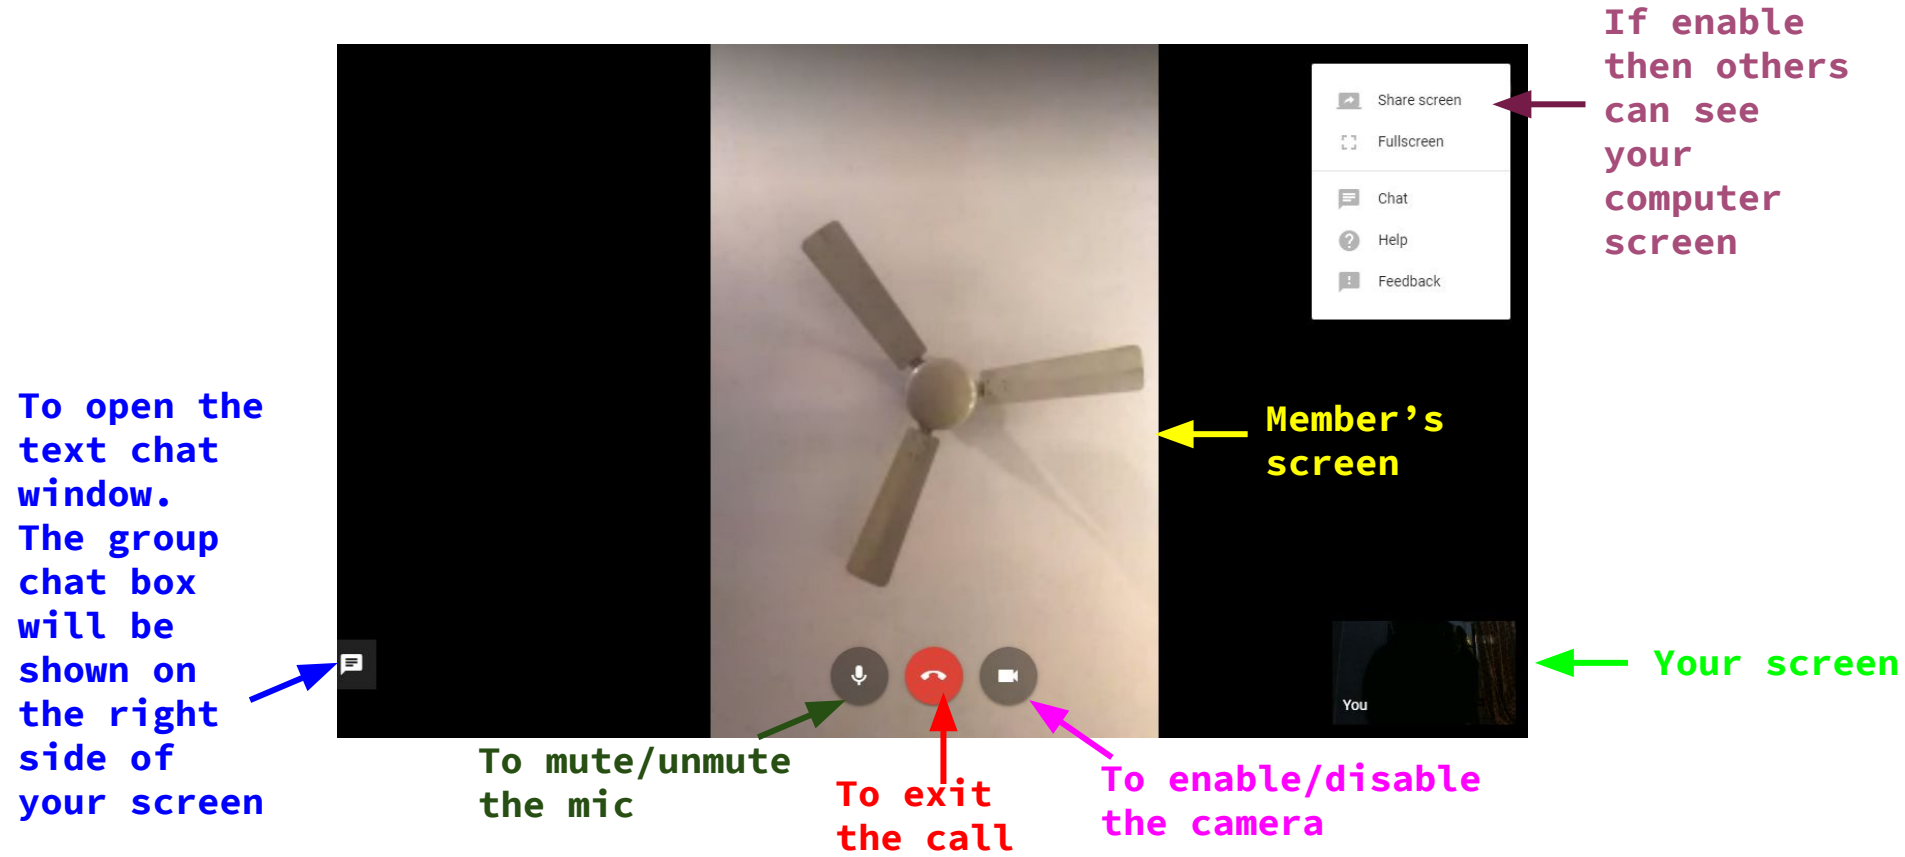 If enable
then others
can see
your
computer
screen
Share screen
Fullscreen
Chat
Help
Feedback
Member’s
screen
To open the
text chat
window.
The group
chat box
will be
shown on
the right
side of
your screen
Your screen
You
To mute/unmute
the mic
To exit
the call
To enable/disable
the camera